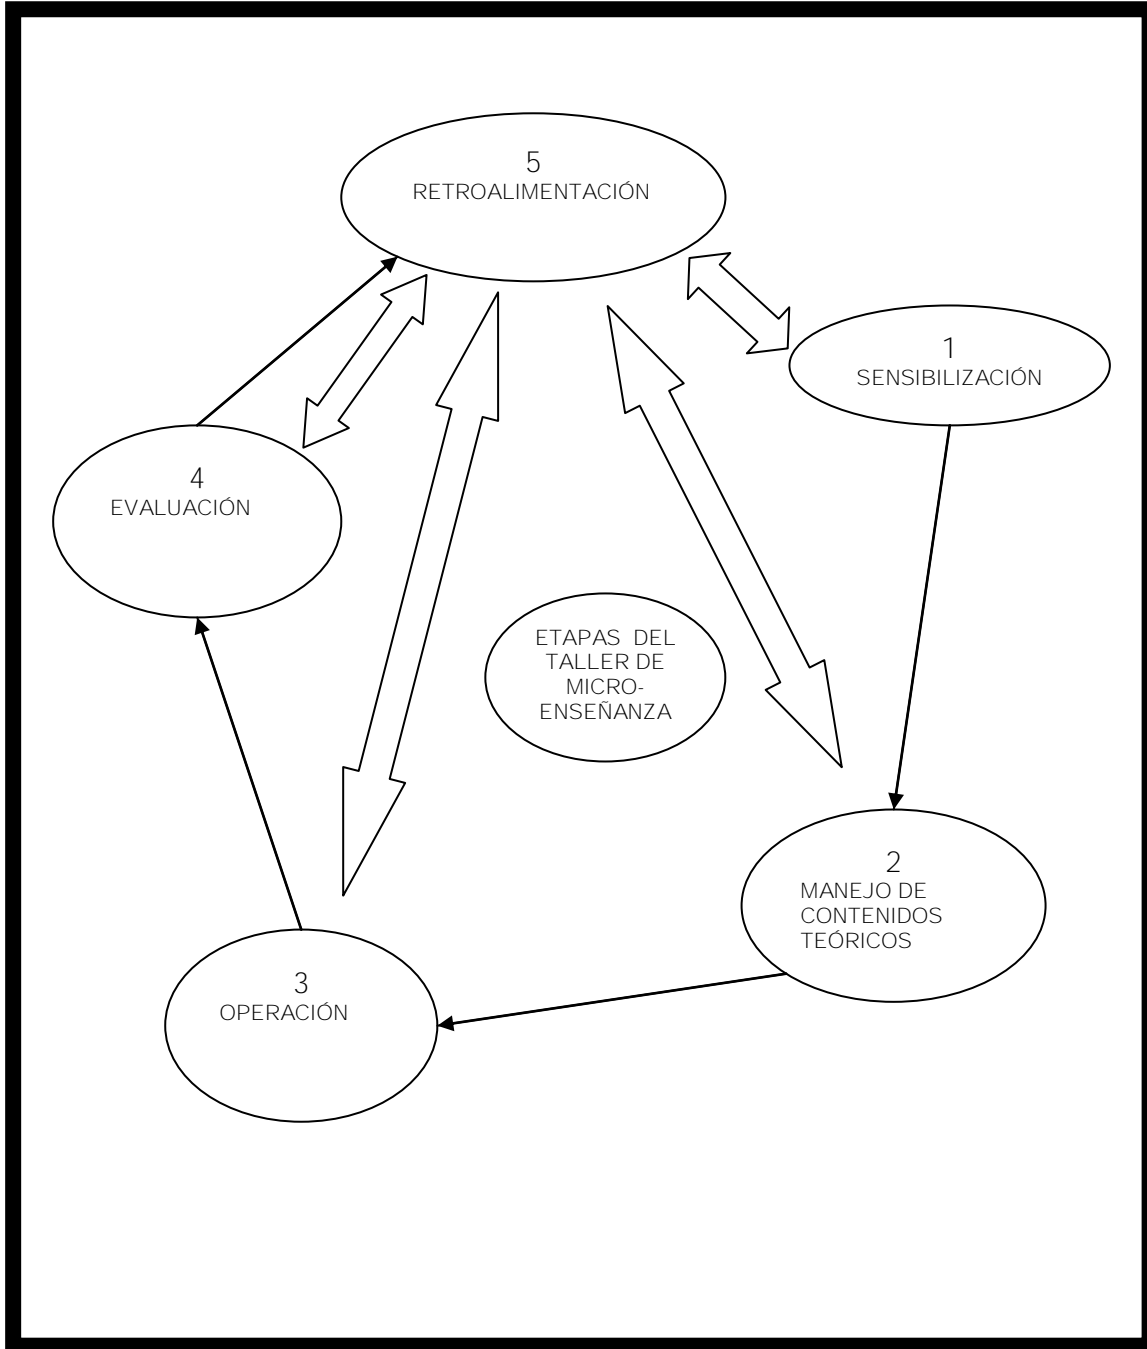 5
RETROALIMENTACIÓN
1
SENSIBILIZACIÓN
4
EVALUACIÓN
ETAPAS DEL
TALLER DE
MICRO-
ENSEÑANZA
2
MANEJO DE
CONTENIDOS
TEÓRICOS
3
OPERACIÓN